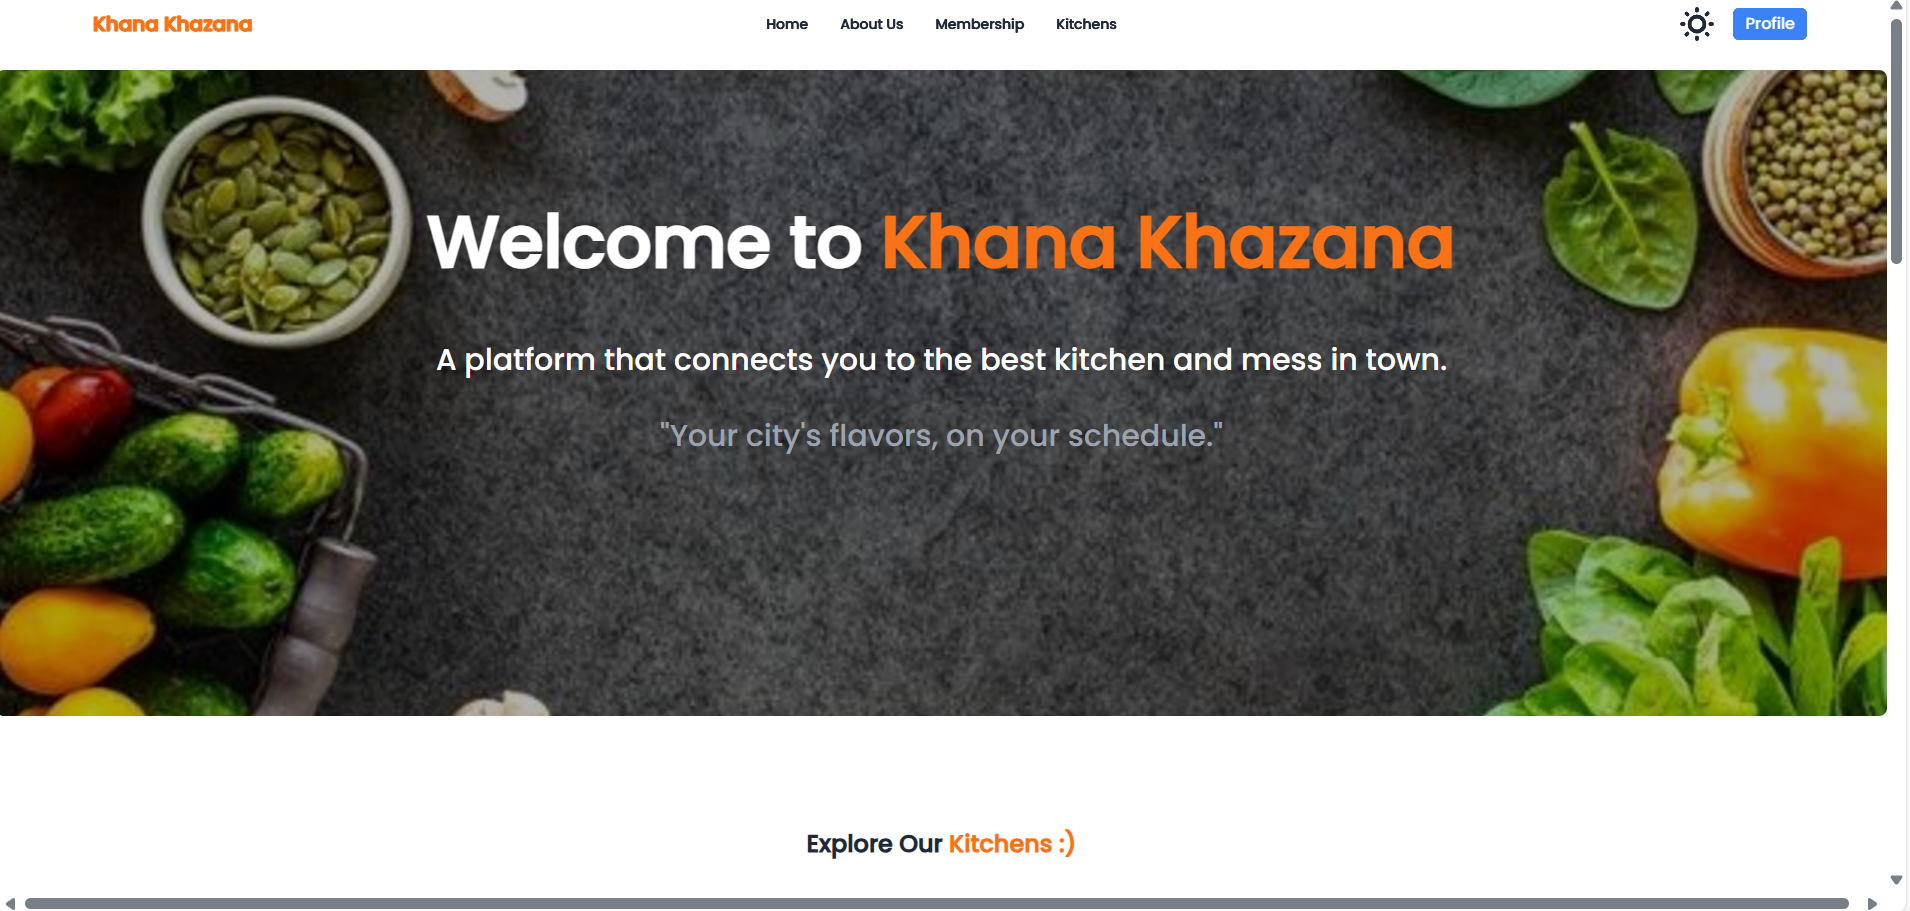 Khana Khazana
Home
About Us
Membership
Kitchens
Profile
Welcome to Khana Khazana
A platform that connects you to the best kitchen and mess in town.
"Your city's flavors, on your schedule."
Explore Our Kitchens :)